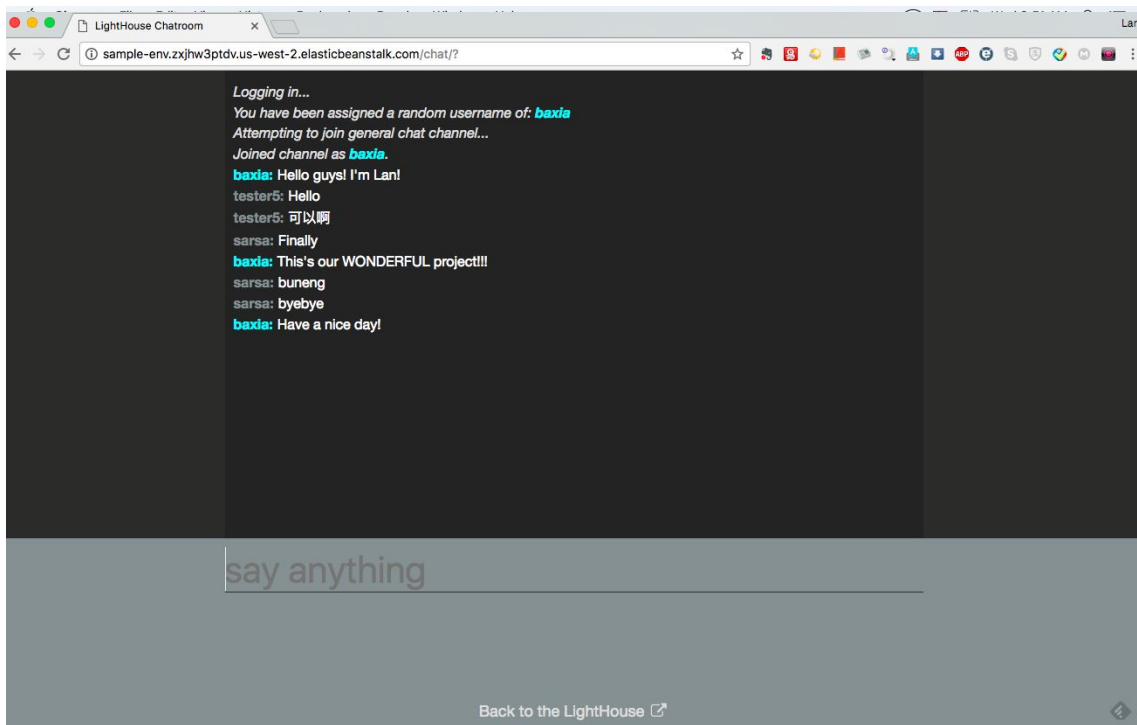 LightHouse Chatroom
sample-env.zxjhw3ptdv.us-west-2.elasticbeanstalk.com/chat/?
Logging in...
You have been assigned a random username of: baxia
Attempting to join general chat channel...
Joined channel as baxia.
baxia: Hello guys! I'm Lan!
tester5: Hello
tester5: 可以啊
sarsa: Finally
baxia: This's our WONDERFUL project!!!
sarsa: buneng
sarsa: byebye
baxia: Have a nice day!
say anything
Back to the LightHouse